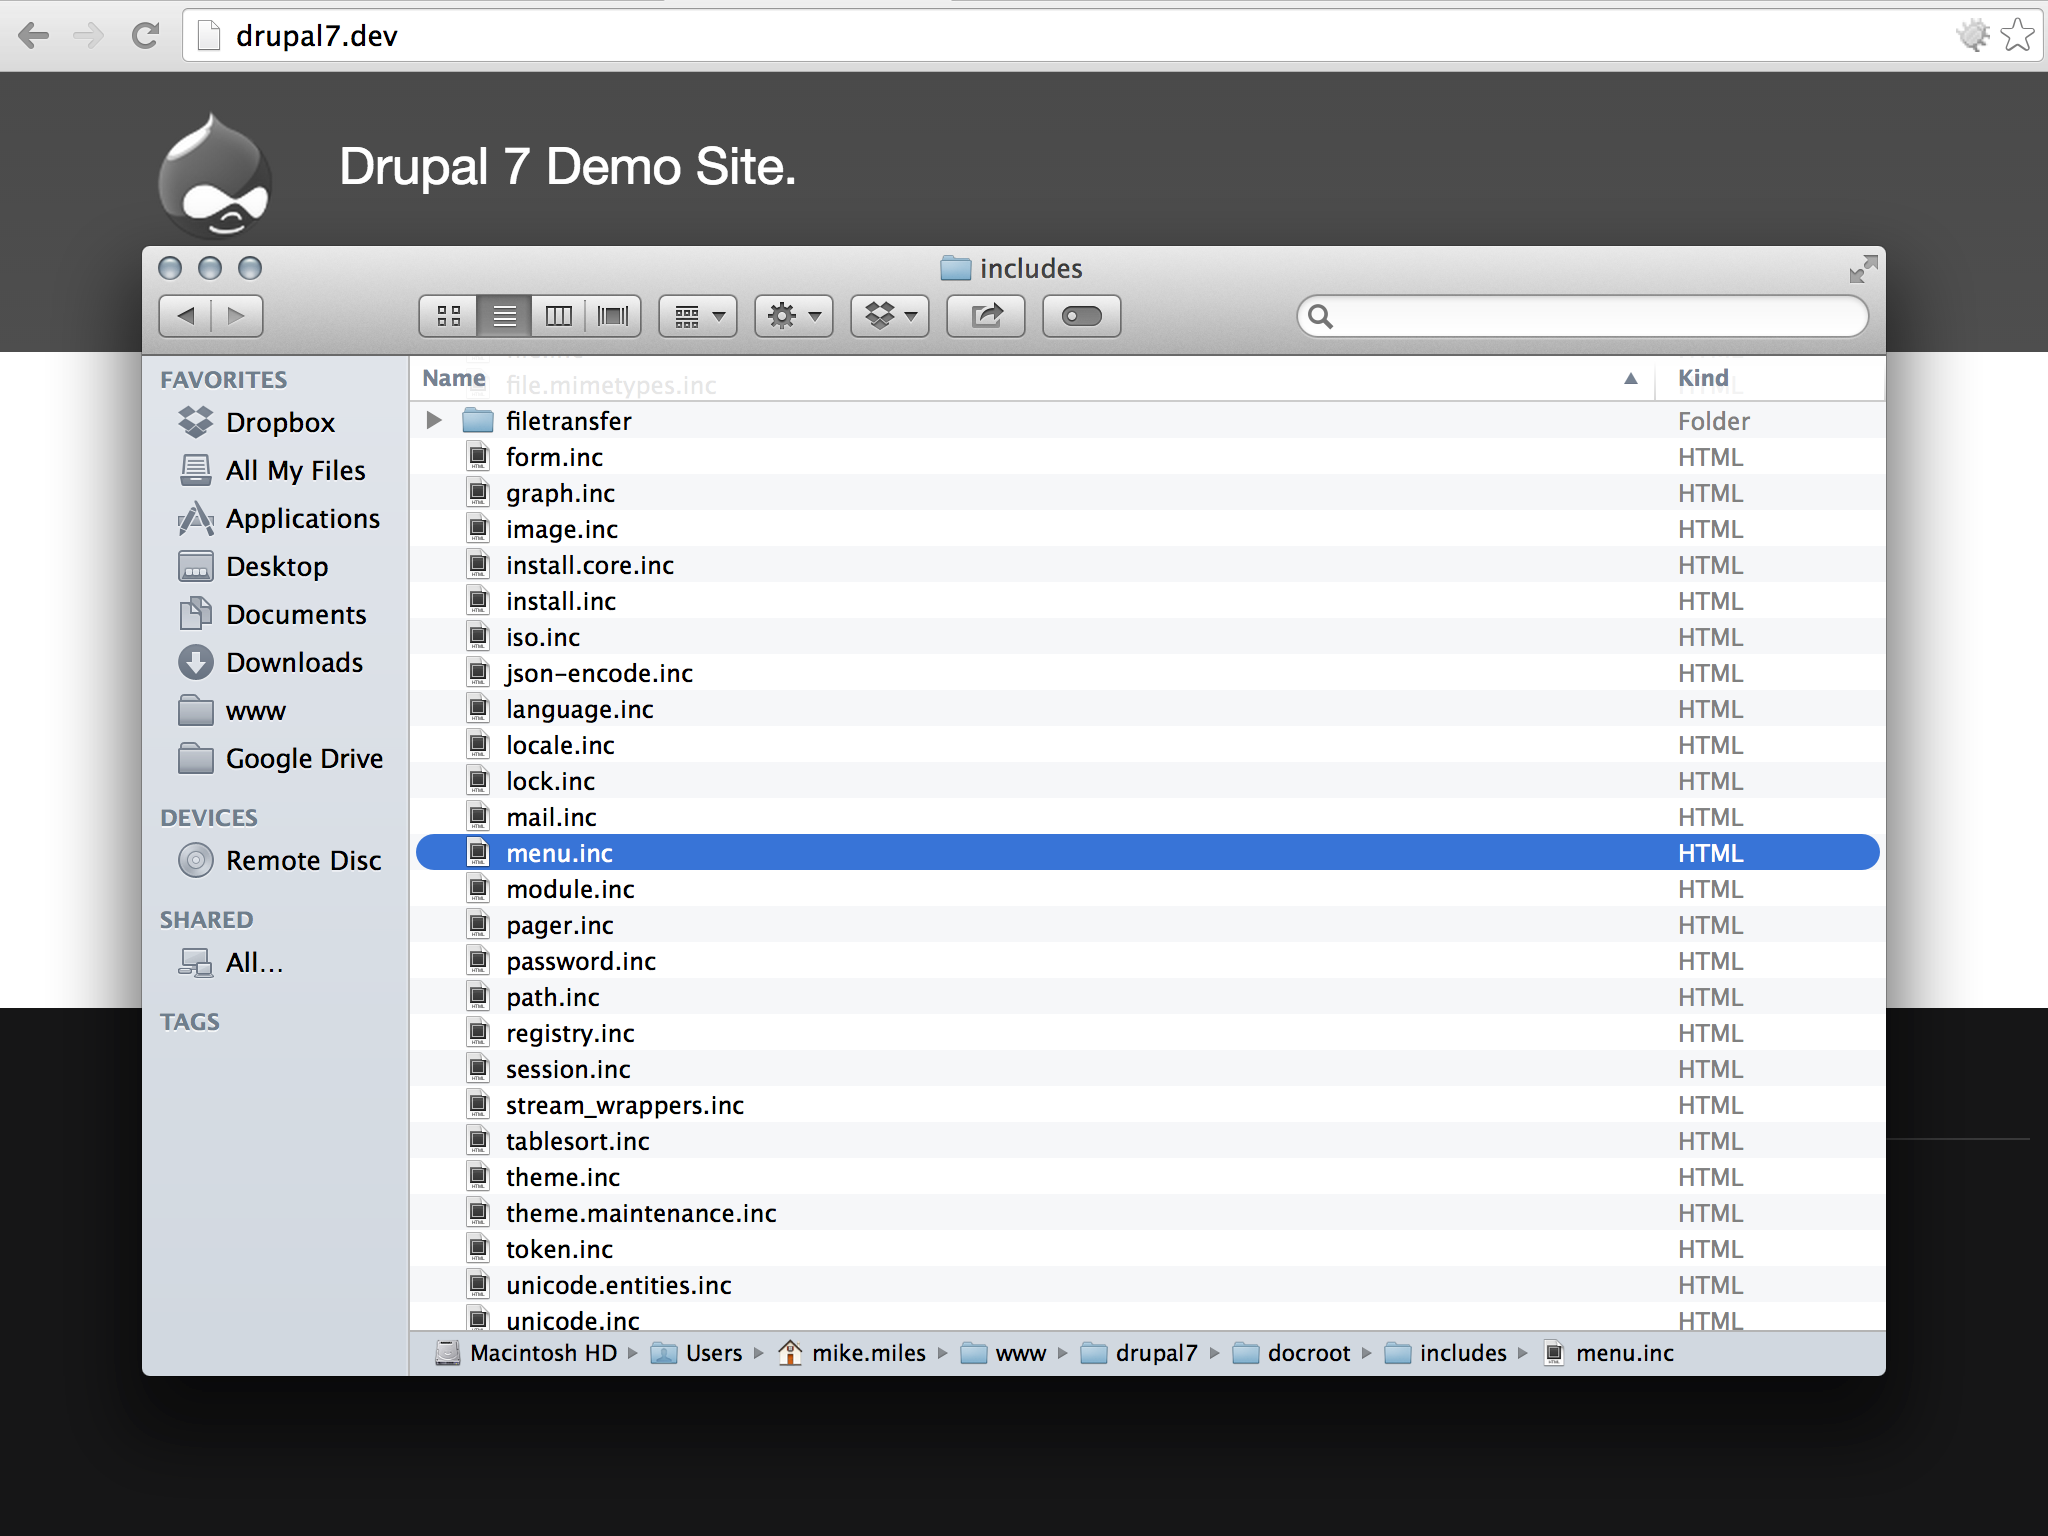 drupal7.dev
Drupal 7 Demo Site.
includes
FAVORITES
Dropbox
All My Files
Applications
Desktop
Documents
Downloads
www
Google Drive
DEVICES
Remote Disc
SHARED
All...
TAGS
Name Kind
file.mimetypes.inc
filetransfer Folder
form.inc HTML
graph.inc HTML
image.inc HTML
install.core.inc HTML
install.inc HTML
iso.inc HTML
json-encode.inc HTML
language.inc HTML
locale.inc HTML
lock.inc HTML
mail.inc HTML
menu.inc HTML
module.inc HTML
pager.inc HTML
password.inc HTML
path.inc HTML
registry.inc HTML
session.inc HTML
stream_wrappers.inc HTML
tablesort.inc HTML
theme.inc HTML
theme.maintenance.inc HTML
token.inc HTML
unicode.entities.inc HTML
unicode.inc HTML
Macintosh HD Users mike.miles www drupal7 docroot includes menu.inc